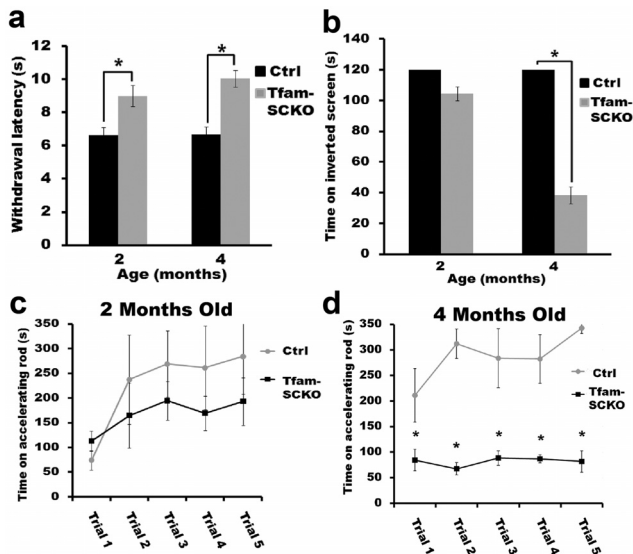 a
Withdrawal latency (s)
12
10
8
6
4
2
0
*
*
Ctrl
Tfam-
SCKO
2
4
Age (months)
b
Time on inverted screen (s)
140
120
100
80
60
40
20
0
*
Ctrl
Tfam-
SCKO
2
4
Age (months)
c
2 Months Old
Time on accelerating rod (s)
350
300
250
200
150
100
50
0
Ctrl
Tfam-
SCKO
Trial 1
Trial 2
Trial 3
Trial 4
Trial 5
d
4 Months Old
Time on accelerating rod (s)
350
300
250
200
150
100
50
0
*
*
*
*
*
Ctrl
Tfam-
SCKO
Trial 1
Trial 2
Trial 3
Trial 4
Trial 5